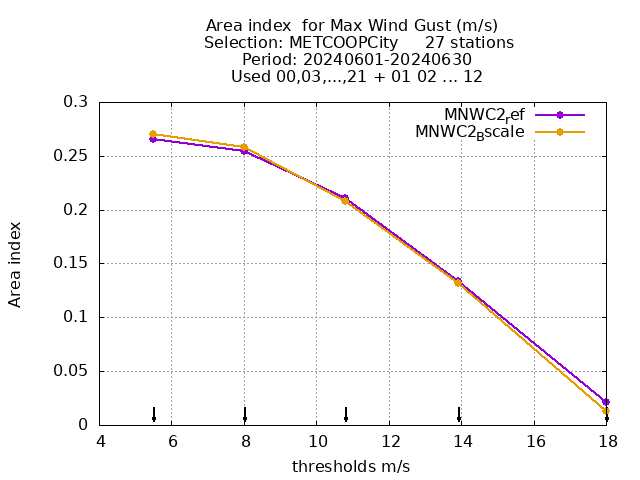 Area index  for Max Wind Gust (m/s)
Selection: METCOOPCity     27 stations
Period: 20240601-20240630
Used 00,03,...,21 + 01 02 ... 12
MNWC2ref
MNWC2Bscale
0.3
0.25
0.2
0.15
0.1
0.05
0
Area index
4 6 8 10 12 14 16 18
thresholds m/s